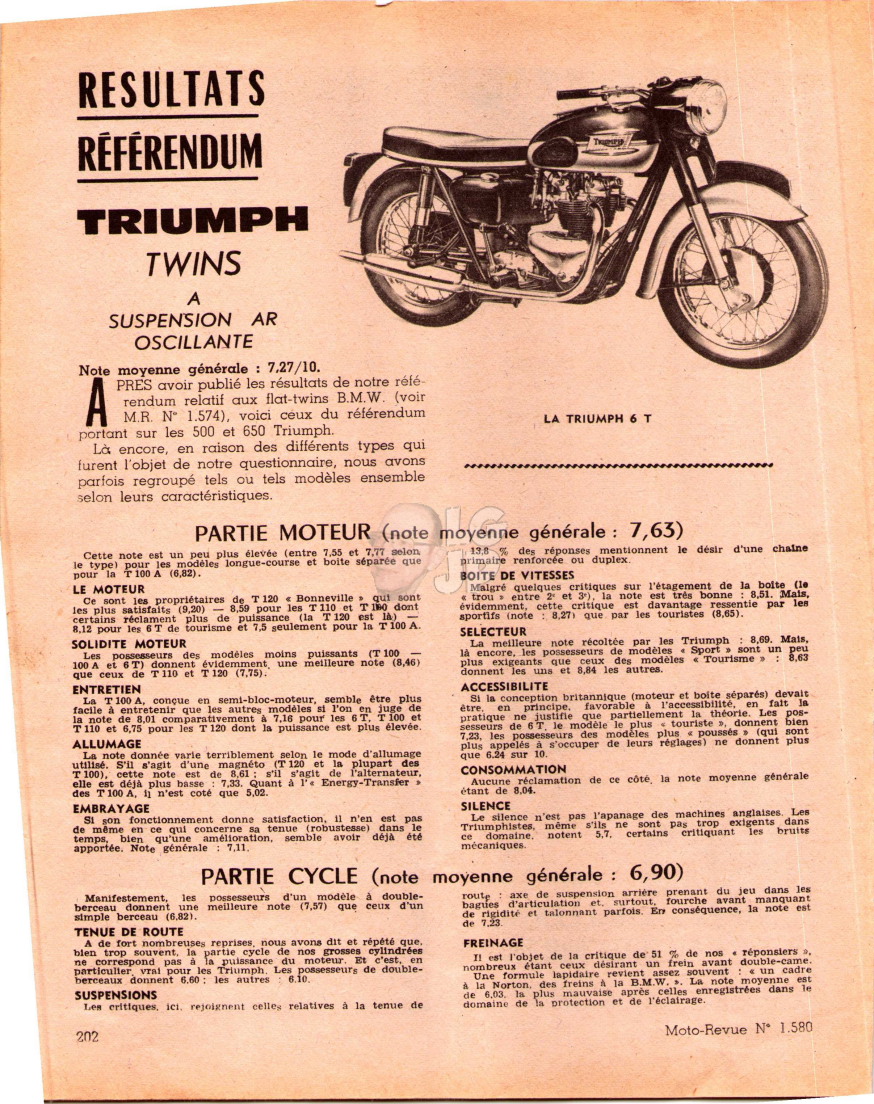 RESULTATS
RÉFÉRENDUM
TRIUMPH
TWINS
A
SUSPENSION AR
OSCILLANTE
Note moyenne générale : 7,27/10.
APRES avoir publié les résultats de notre réfé-
rendum relatif aux flat-twins B.M.W. (voir
M.R. N° 1.574), voici ceux du référendum
portant sur les 500 et 650 Triumph.
Là encore, en raison des différents types qui
furent l'objet de notre questionnaire, nous avons
parfois regroupé tels ou tels modèles ensemble
selon leurs caractéristiques.
TRIUMPH
LA TRIUMPH 6 T
PARTIE MOTEUR (note moyenne générale : 7,63)
Cette note est un peu plus élevée (entre 7,55 et 7,77 selon
le type) pour les modèles longue-course et boite séparée que
pour la T 100 A (6,82).
LE MOTEUR
Ce sont les propriétaires de T 120 « Bonneville » qui sont
les plus satisfaits (9,20) — 8,59 pour les T 110 et T 100 dont
certains réclament plus de puissance (la T 120 est là) —
8,12 pour les 6 T de tourisme et 7,5 seulement pour la T 100 A.
SOLIDITE MOTEUR
Les possesseurs des modèles moins puissants (T 100 —
100 A et 6 T) donnent évidemment une meilleure note (8,46)
que ceux de T 110 et T 120 (7,75).
ENTRETIEN
La T 100 A, conçue en semi-bloc-moteur, semble être plus
facile à entretenir que les autres modèles si l'on en juge de
la note de 8,01 comparativement à 7,16 pour les 6 T, T 100 et
T 110 et 6,75 pour les T 120 dont la puissance est plus élevée.
ALLUMAGE
La note donnée varie terriblement selon le mode d'allumage
utilisé. S'il s'agit d'une magnéto (T 120 et la plupart des
T 100), cette note est de 8,61 ; s'il s'agit de l'alternateur,
elle est déjà plus basse : 7,33. Quant à l'« Energy-Transfer »
des T 100 A, il n'est coté que 5,02.
EMBRAYAGE
Si son fonctionnement donne satisfaction, il n'en est pas
de même en ce qui concerne sa tenue (robustesse) dans le
temps, bien qu'une amélioration, semble avoir déjà été
apportée. Note générale : 7,11.
13,8 % des réponses mentionnent le désir d'une chaîne
primaire renforcée ou duplex.
BOITE DE VITESSES
Malgré quelques critiques sur l'étagement de la boîte (le
« trou » entre 2e et 3e), la note est très bonne : 8,51. Mais,
évidemment, cette critique est davantage ressentie par les
sportifs (note : 8,27) que par les touristes (8,65).
SELECTEUR
La meilleure note récoltée par les Triumph : 8,69. Mais,
là encore, les possesseurs de modèles « Sport » sont un peu
plus exigeants que ceux des modèles « Tourisme » : 8,63
donnent les uns et 8,84 les autres.
ACCESSIBILITE
Si la conception britannique (moteur et boîte séparés) devait
être, en principe, favorable à l'accessibilité, en fait la
pratique ne justifie que partiellement la théorie. Les pos-
sesseurs de 6 T, le modèle le plus « touriste », donnent bien
7,23, les possesseurs des modèles plus « poussés » (qui sont
plus appelés à s'occuper de leurs réglages) ne donnent plus
que 6,24 sur 10.
CONSOMMATION
Aucune réclamation de ce côté, la note moyenne générale
étant de 8,04.
SILENCE
Le silence n'est pas l'apanage des machines anglaises. Les
Triumphistes, même s'ils ne sont pas trop exigents dans
ce domaine, notent 5,7, certains critiquant les bruits
mécaniques.
PARTIE CYCLE (note moyenne générale : 6,90)
Manifestement, les possesseurs d'un modèle à double-
berceau donnent une meilleure note (7,57) que ceux d'un
simple berceau (6,82).
TENUE DE ROUTE
A de fort nombreuses reprises, nous avons dit et répété que,
bien trop souvent, la partie cycle de nos grosses cylindrées
ne correspond pas à la puissance du moteur. Et c'est, en
particulier, vrai pour les Triumph. Les possesseurs de double-
berceaux donnent 6,60 ; les autres : 6,10.
SUSPENSIONS
Les critiques, ici, rejoignent celles relatives à la tenue de
route : axe de suspension arrière prenant du jeu dans les
bagues d'articulation et, surtout, fourche avant manquant
de rigidité et talonnant parfois. En conséquence, la note est
de 7,23.
FREINAGE
Il est l'objet de la critique de 51 % de nos « réponsiers »,
nombreux étant ceux désirant un frein avant double-came.
Une formule lapidaire revient assez souvent : « un cadre
à la Norton, des freins à la B.M.W. ». La note moyenne est
de 6,03, la plus mauvaise après celles enregistrées dans le
domaine de la protection et de l'éclairage.
202
Moto-Revue N° 1.580